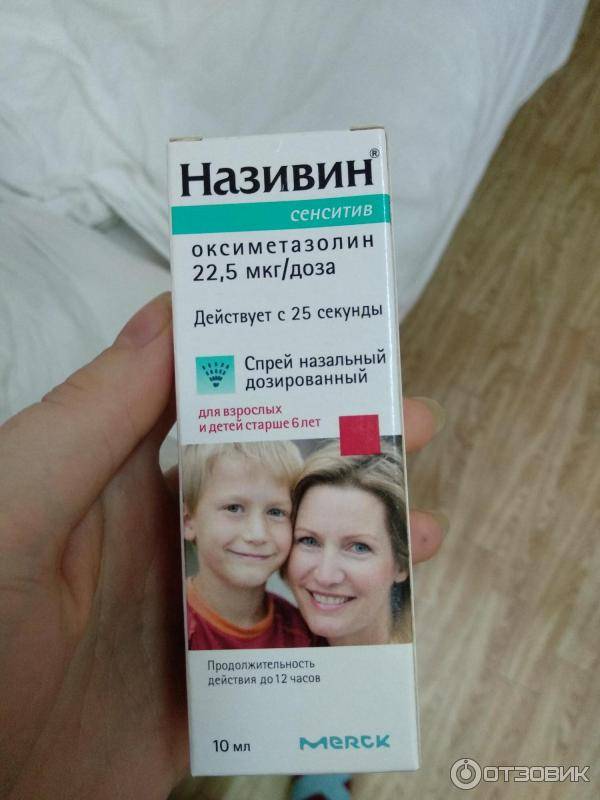 Називин®
сенситив
оксиметазолин
22,5 мкг/доза
Действует с 25 секунды
Спрей назальный
дозированный
для взрослых
и детей старше 6 лет
Продолжительность
действия до 12 часов
10 мл
Merck
ОТЗОВИК